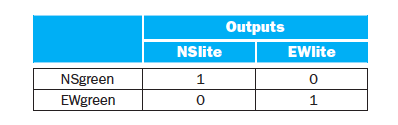 Outputs
NSlite EWlite
NSgreen 1 0
EWgreen 0 1